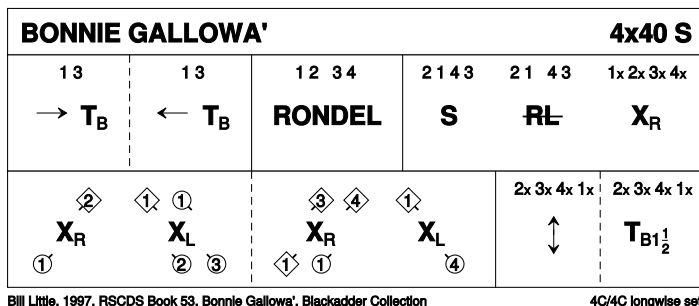 BONNIE GALLOWA' 4x40 S
1 3 1 3 1 2 3 4 2 1 4 3 2 1 4 3 1x 2x 3x 4x
→ TB ← TB RONDEL S RL XR
2 1 1 3 4 1 2x 3x 4x 1x 2x 3x 4x 1x
XR XL XR XL ↕ TB1½
1 2 3 1 1 4
Bill Little, 1997, RSCDS Book 53, Bonnie Gallowa', Blackadder Collection 4C/4C longwise set